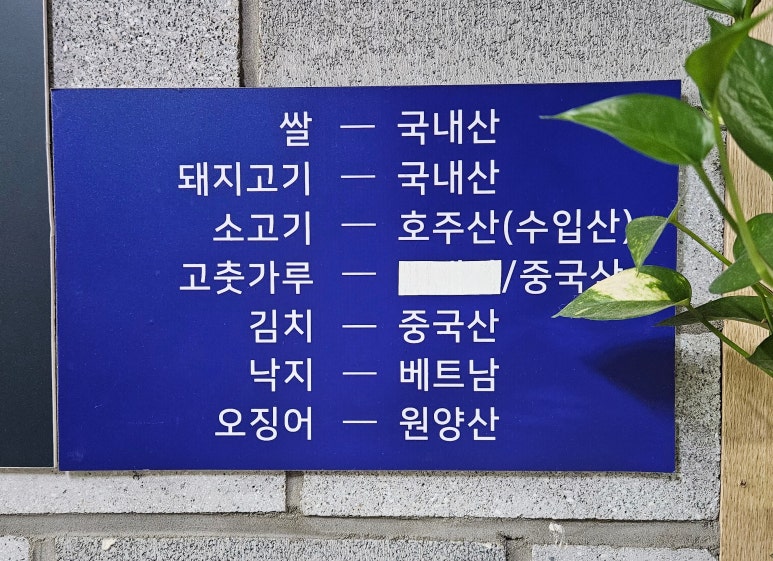 쌀 — 국내산
돼지고기 — 국내산
소고기 — 호주산(수입산)
고춧가루 — /중국산
김치 — 중국산
낙지 — 베트남
오징어 — 원양산